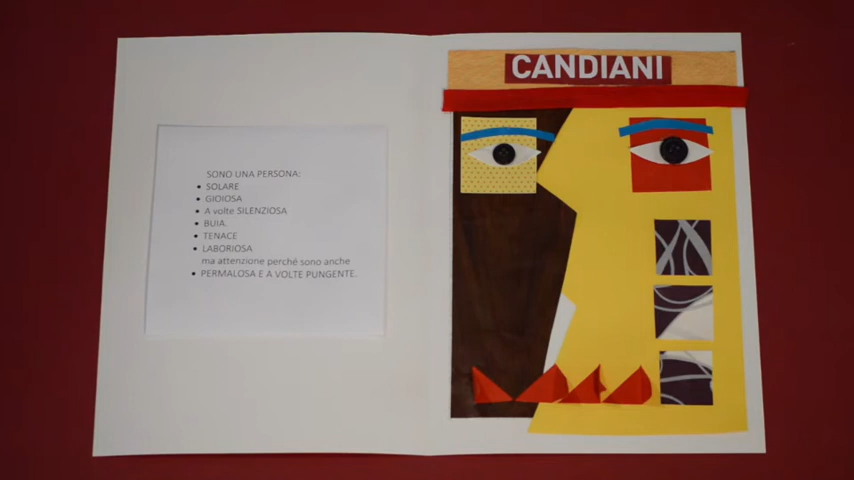 SONO UNA PERSONA:
• SOLARE
• GIOIOSA
• A volte SILENZIOSA
• BUIA.
• TENACE
• LABORIOSA
ma attenzione perché sono anche
• PERMALOSA E A VOLTE PUNGENTE.
CANDIANI